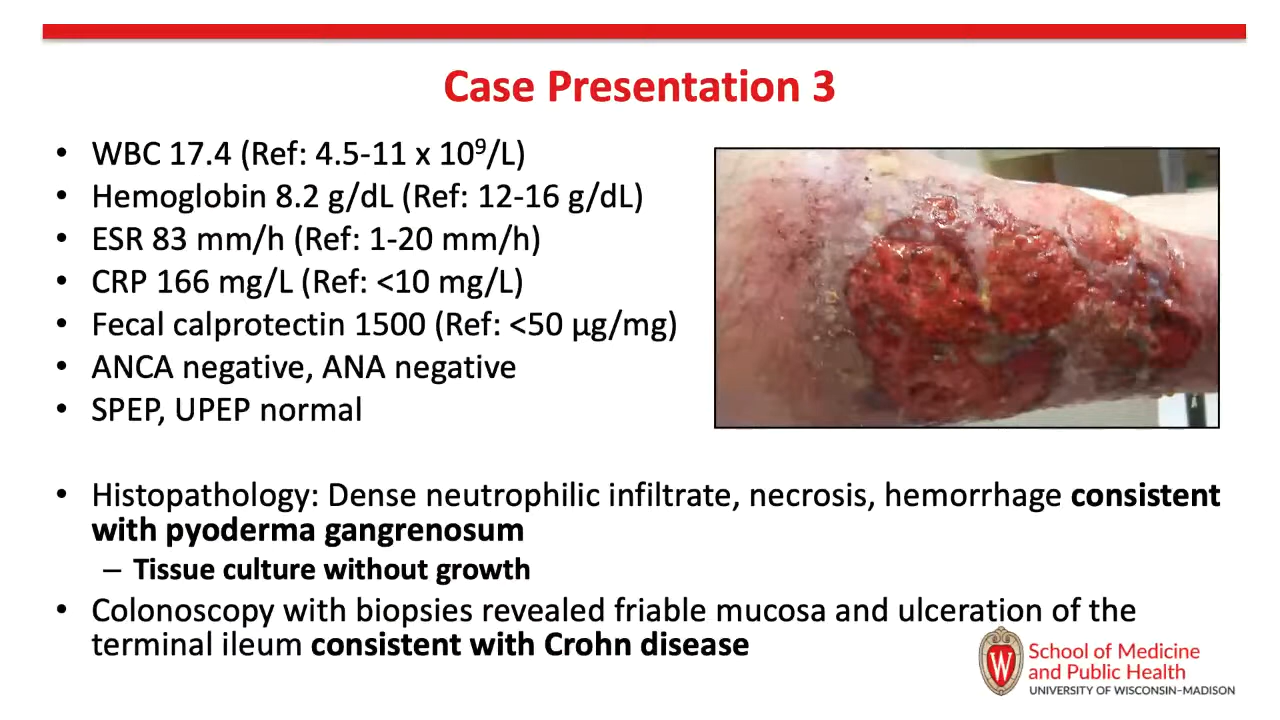 Case Presentation 3
• WBC 17.4 (Ref: 4.5-11 x 10⁹/L)
• Hemoglobin 8.2 g/dL (Ref: 12-16 g/dL)
• ESR 83 mm/h (Ref: 1-20 mm/h)
• CRP 166 mg/L (Ref: <10 mg/L)
• Fecal calprotectin 1500 (Ref: <50 µg/mg)
• ANCA negative, ANA negative
• SPEP, UPEP normal
• Histopathology: Dense neutrophilic infiltrate, necrosis, hemorrhage consistent
with pyoderma gangrenosum
– Tissue culture without growth
• Colonoscopy with biopsies revealed friable mucosa and ulceration of the
terminal ileum consistent with Crohn disease
W
School of Medicine
and Public Health
UNIVERSITY OF WISCONSIN–MADISON